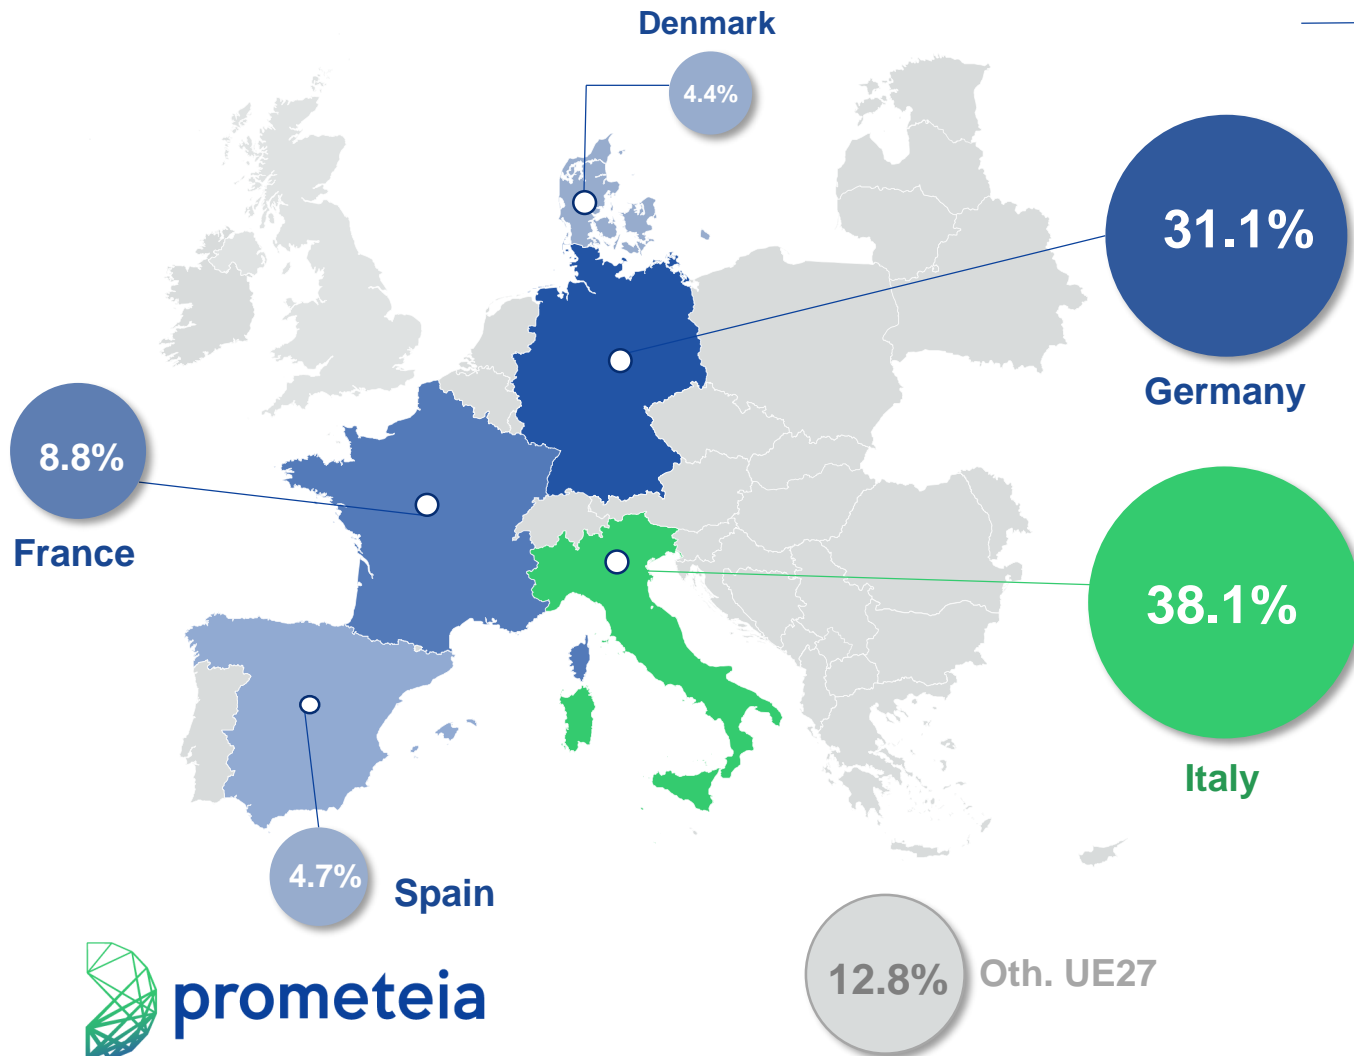 Denmark
4.4%
31.1%
Germany
8.8%
France
38.1%
Italy
4.7%
Spain
12.8%
Oth. UE27
prometeia